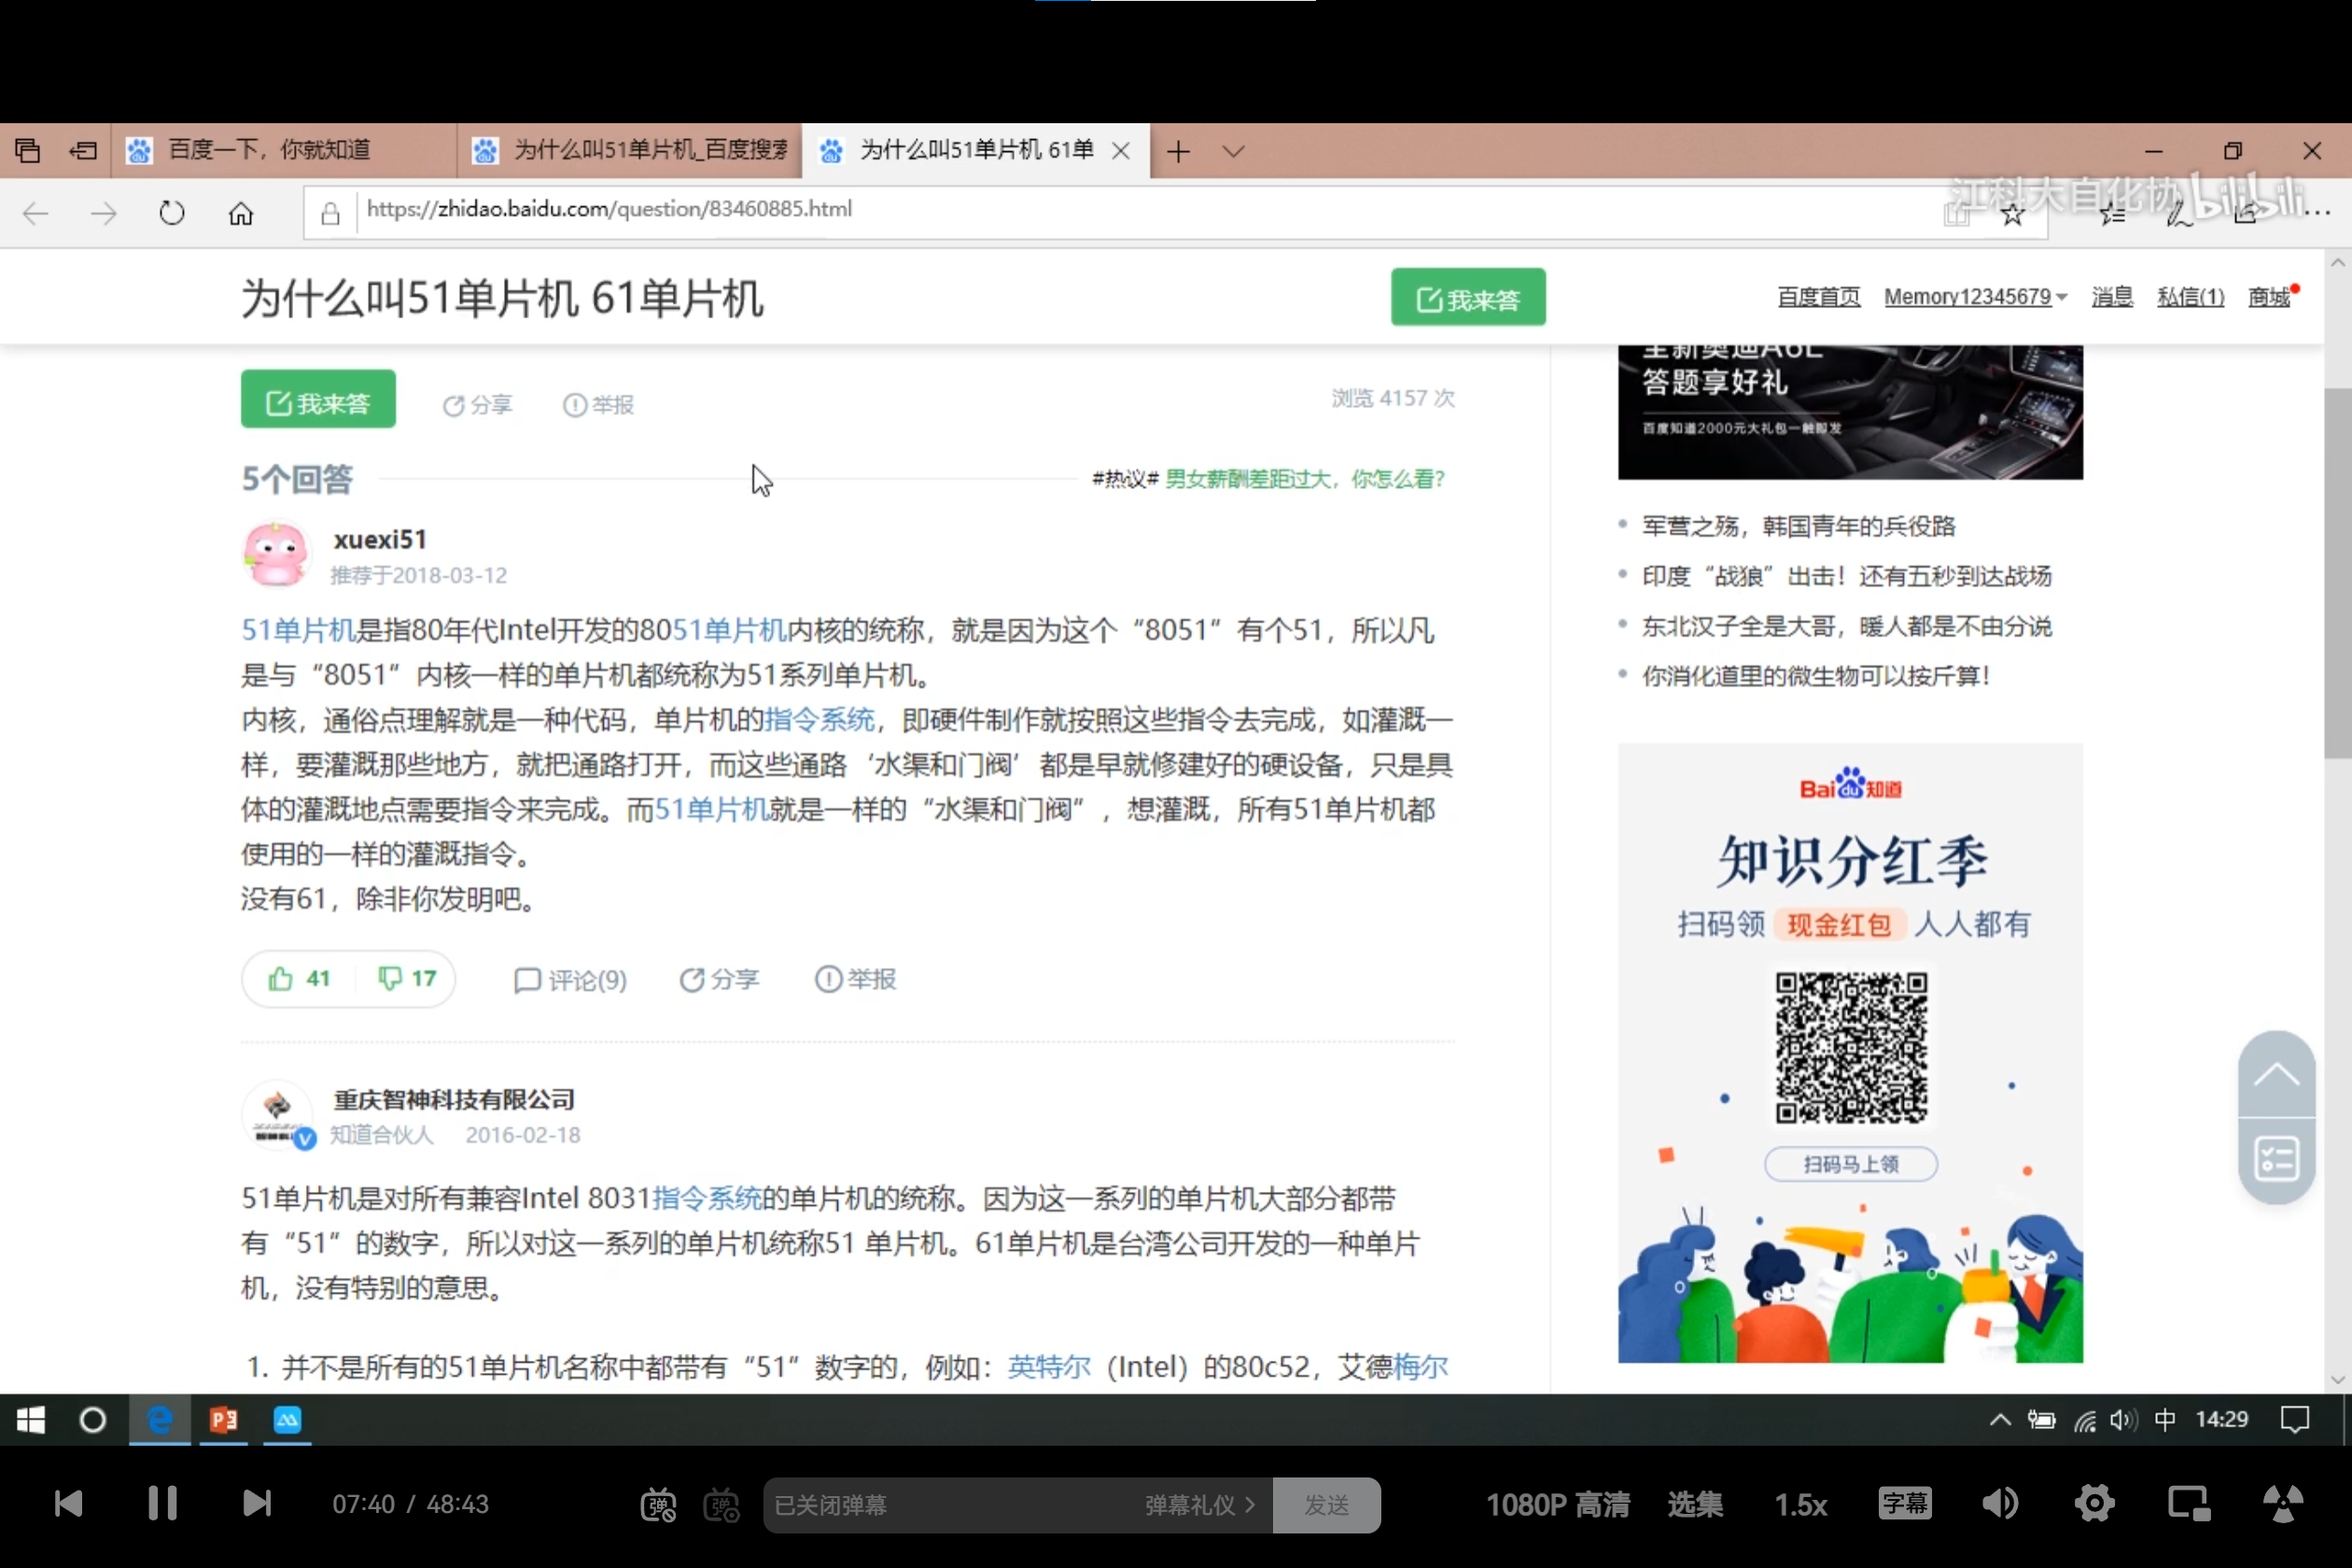 百度一下，你就知道
为什么叫51单片机_百度搜索
为什么叫51单片机 61单
https://zhidao.baidu.com/question/83460885.html
江科大自化协 bilibili
为什么叫51单片机 61单片机
我来答
百度首页 Memory12345679 消息 私信(1) 商城
我来答 分享 举报
浏览 4157 次
全新奥迪A6L
答题享好礼
百度知道2000元大礼包一触即发
5个回答
#热议# 男女薪酬差距过大，你怎么看？
xuexi51
推荐于2018-03-12
51单片机是指80年代Intel开发的8051单片机内核的统称，就是因为这个“8051”有个51，所以凡
是与“8051”内核一样的单片机都统称为51系列单片机。
内核，通俗点理解就是一种代码，单片机的指令系统，即硬件制作就按照这些指令去完成，如灌溉一
样，要灌溉那些地方，就把通路打开，而这些通路‘水渠和门阀’都是早就修建好的硬设备，只是具
体的灌溉地点需要指令来完成。而51单片机就是一样的“水渠和门阀”，想灌溉，所有51单片机都
使用的一样的灌溉指令。
没有61，除非你发明吧。
41 17 评论(9) 分享 举报
重庆智神科技有限公司
知道合伙人 2016-02-18
51单片机是对所有兼容Intel 8031指令系统的单片机的统称。因为这一系列的单片机大部分都带
有“51”的数字，所以对这一系列的单片机统称51 单片机。61单片机是台湾公司开发的一种单片
机，没有特别的意思。
1. 并不是所有的51单片机名称中都带有“51”数字的，例如：英特尔（Intel）的80c52，艾德梅尔
军营之殇，韩国青年的兵役路
印度“战狼”出击！还有五秒到达战场
东北汉子全是大哥，暖人都是不由分说
你消化道里的微生物可以按斤算！
Baidu知道
知识分红季
扫码领 现金红包 人人都有
扫码马上领
中 14:29
07:40 / 48:43
弹 弹
已关闭弹幕
弹幕礼仪 >
发送
1080P 高清 选集 1.5x 字幕